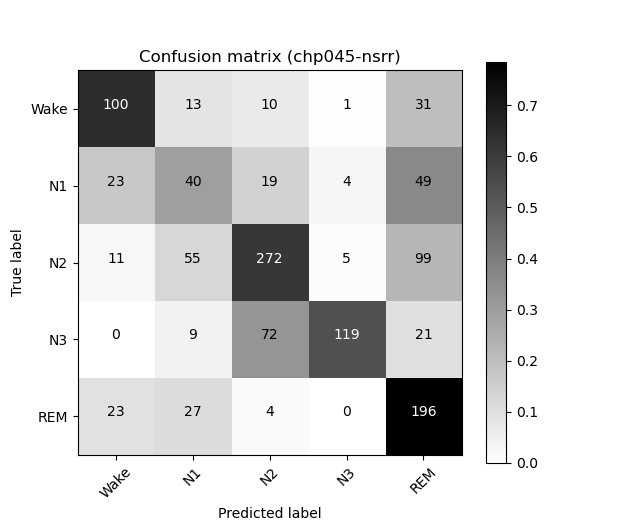 Confusion matrix (chp045-nsrr)
Wake 100 13 10 1 31
N1 23 40 19 4 49
N2 11 55 272 5 99
N3 0 9 72 119 21
REM 23 27 4 0 196
Wake N1 N2 N3 REM
True label
Predicted label
0.7
0.6
0.5
0.4
0.3
0.2
0.1
0.0